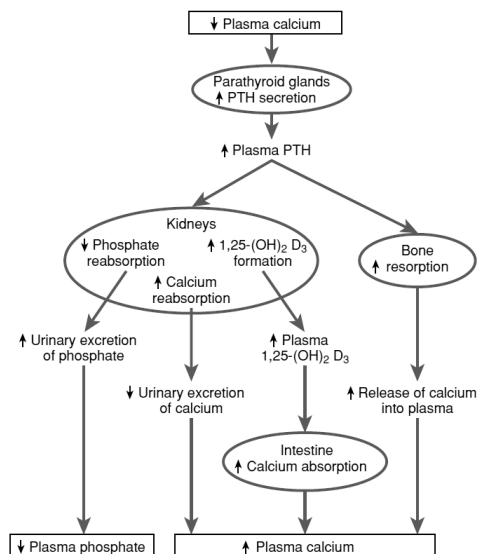 ↓ Plasma calcium
Parathyroid glands
↑ PTH secretion
↑ Plasma PTH
Kidneys
↓ Phosphate
reabsorption
↑ 1,25-(OH)₂ D₃
formation
↑ Calcium
reabsorption
Bone
↑ resorption
↑ Urinary excretion
of phosphate
↑ Plasma
1,25-(OH)₂ D₃
↓ Urinary excretion
of calcium
↑ Release of calcium
into plasma
Intestine
↑ Calcium absorption
↓ Plasma phosphate
↑ Plasma calcium